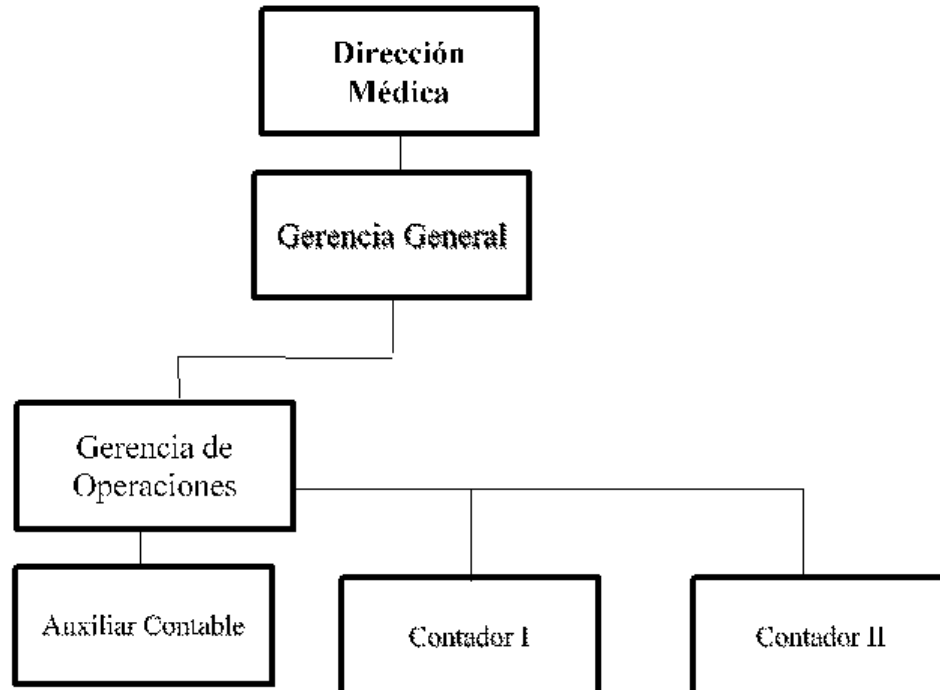 Dirección
Médica
Gerencia General
Gerencia de
Operaciones
Auxiliar Contable
Contador I
Contador II